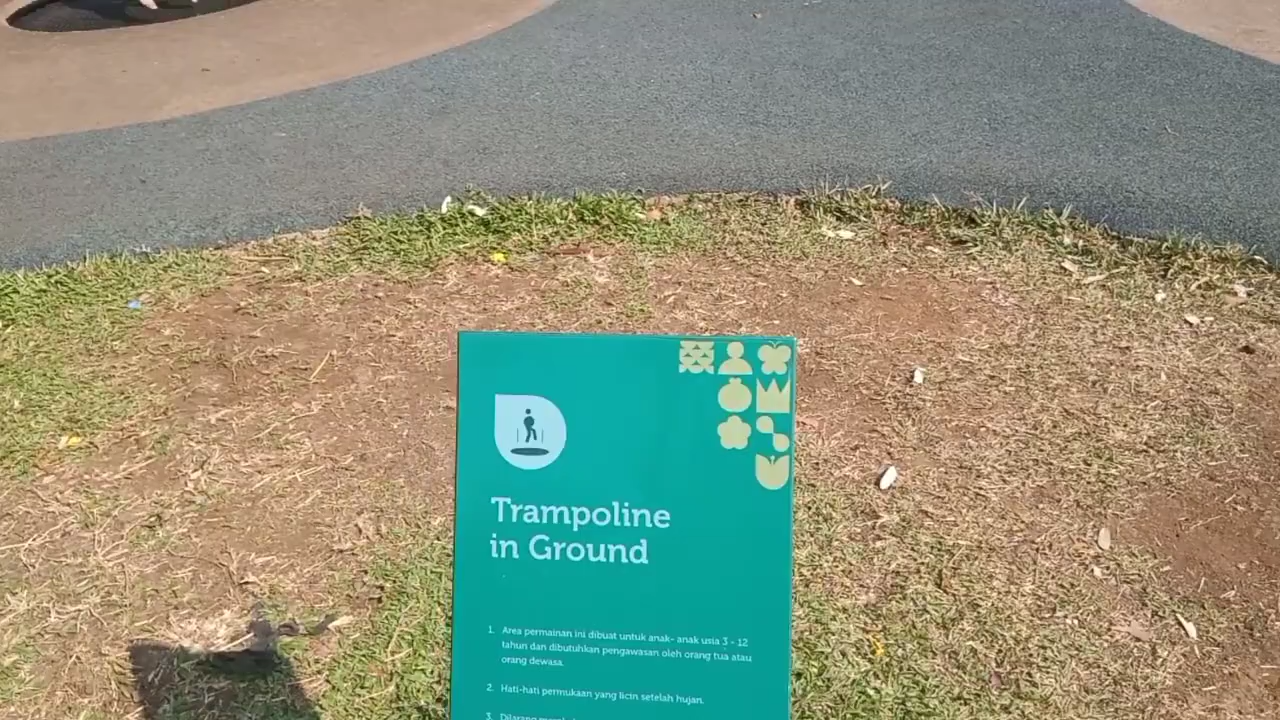 Trampoline
in Ground
1. Area permainan ini dibuat untuk anak- anak usia 3 - 12
tahun dan dibutuhkan pengawasan oleh orang tua atau
orang dewasa.
2. Hati-hati permukaan yang licin setelah hujan.
3. Dilarang